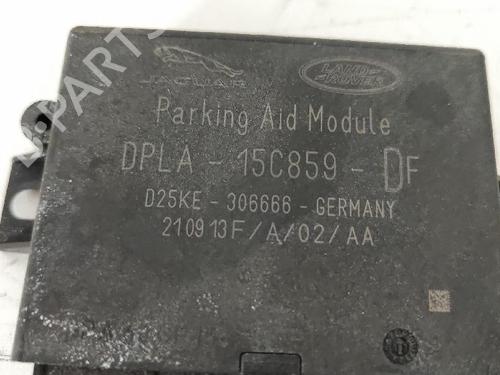 JAGUAR
LAND ROVER
Parking Aid Module
DPLA - 15C859 - DF
D25KE - 306666 - GERMANY
210913F/A/02/AA